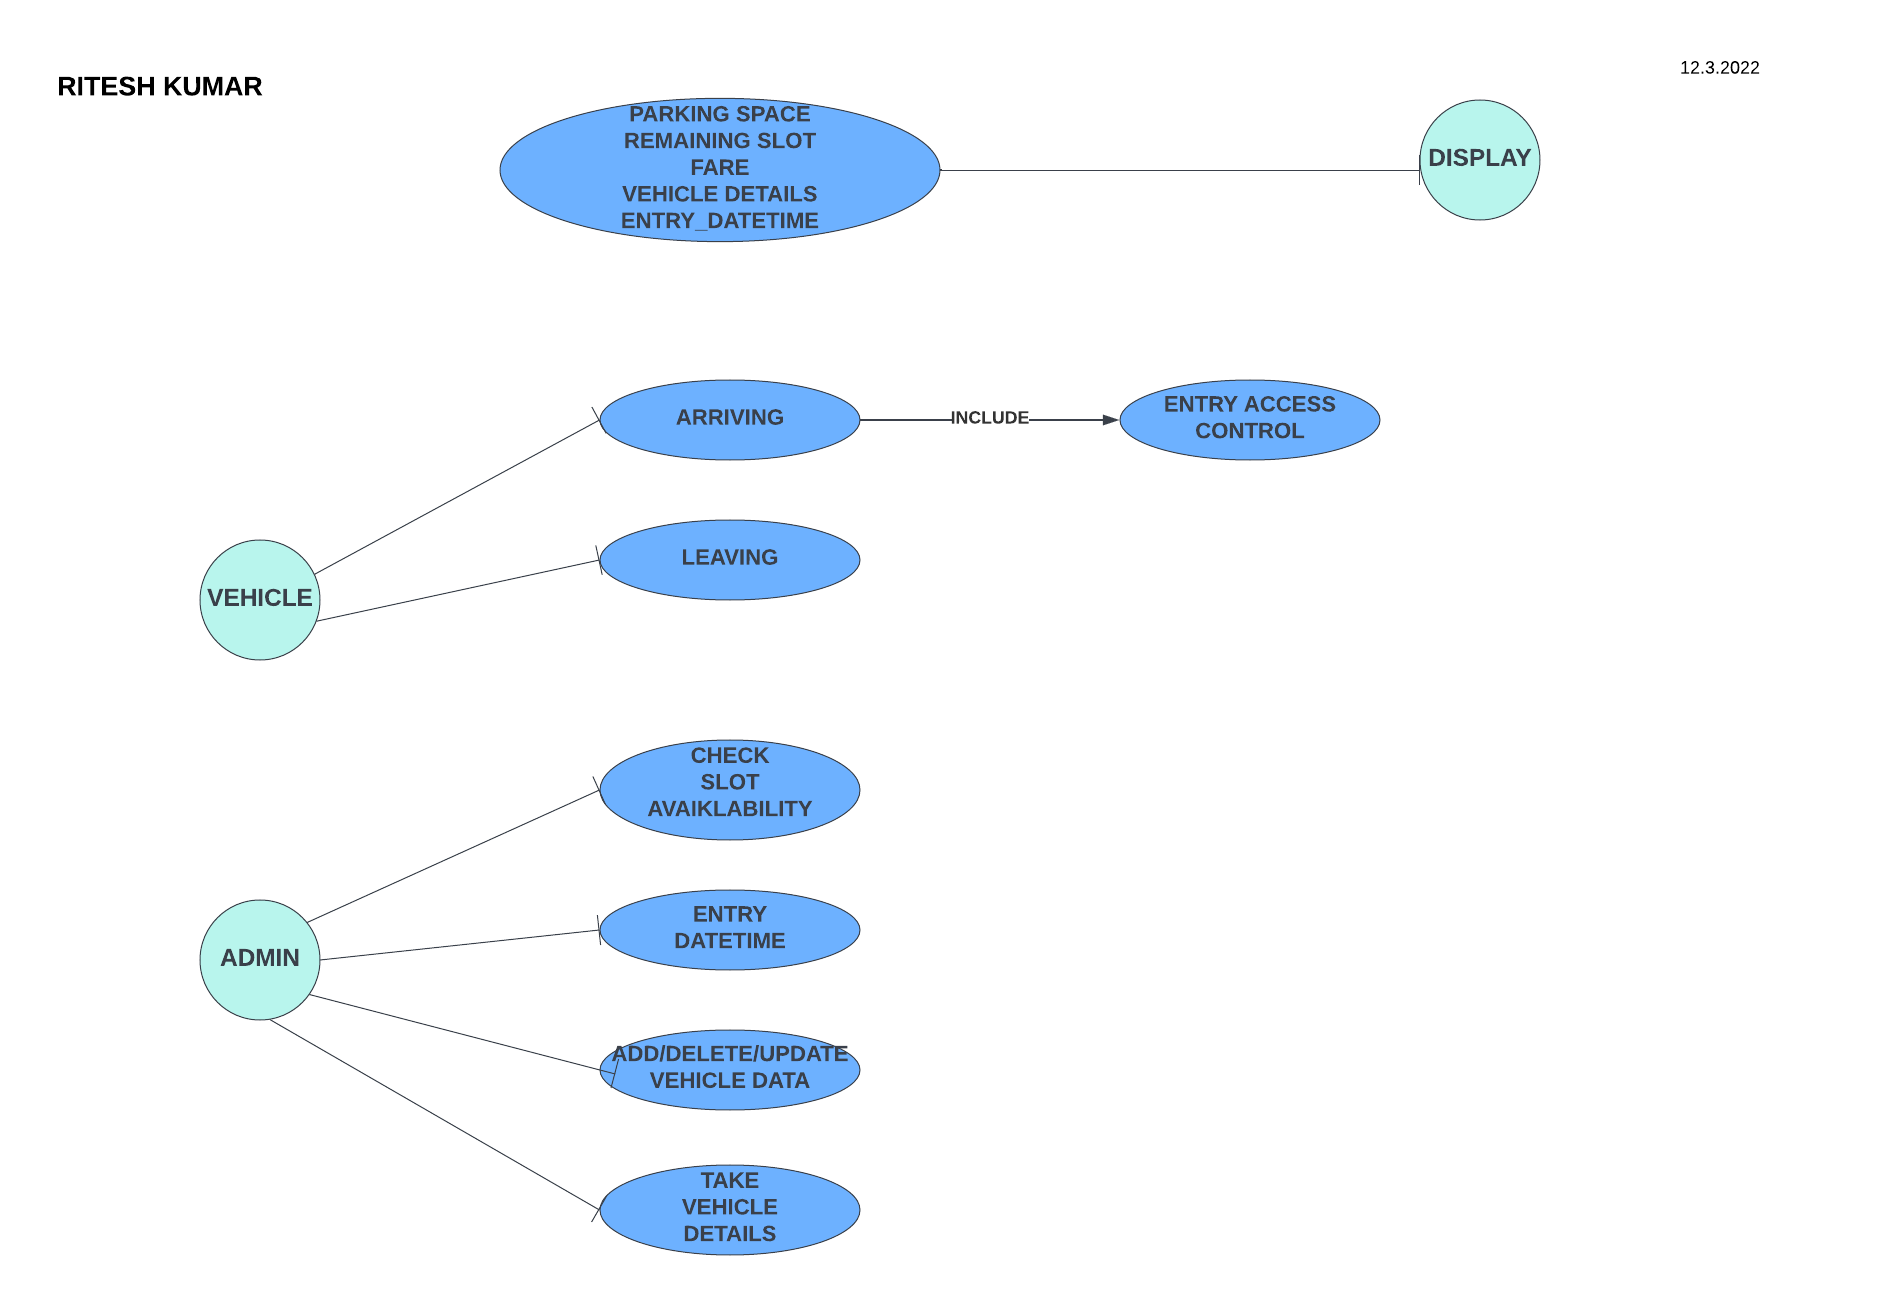 RITESH KUMAR
12.3.2022
PARKING SPACE
REMAINING SLOT
FARE
VEHICLE DETAILS
ENTRY_DATETIME
DISPLAY
ARRIVING
INCLUDE
ENTRY ACCESS
CONTROL
LEAVING
VEHICLE
CHECK
SLOT
AVAIKLABILITY
ENTRY
DATETIME
ADMIN
ADD/DELETE/UPDATE
VEHICLE DATA
TAKE
VEHICLE
DETAILS